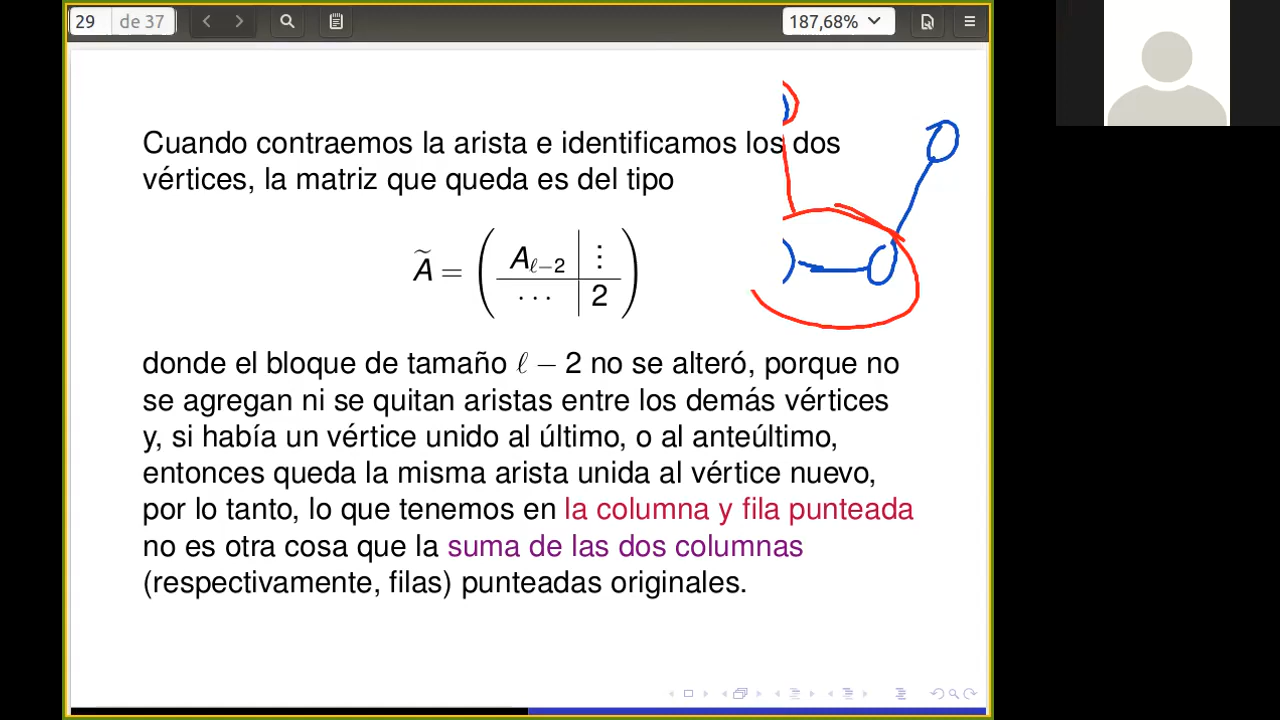 29 de 37 187,68%
Cuando contraemos la arista e identificamos los dos
vértices, la matriz que queda es del tipo
Ã = ( A_{ℓ−2} | ⋮ )
( ⋯ | 2 )
donde el bloque de tamaño ℓ − 2 no se alteró, porque no
se agregan ni se quitan aristas entre los demás vértices
y, si había un vértice unido al último, o al anteúltimo,
entonces queda la misma arista unida al vértice nuevo,
por lo tanto, lo que tenemos en la columna y fila punteada
no es otra cosa que la suma de las dos columnas
(respectivamente, filas) punteadas originales.